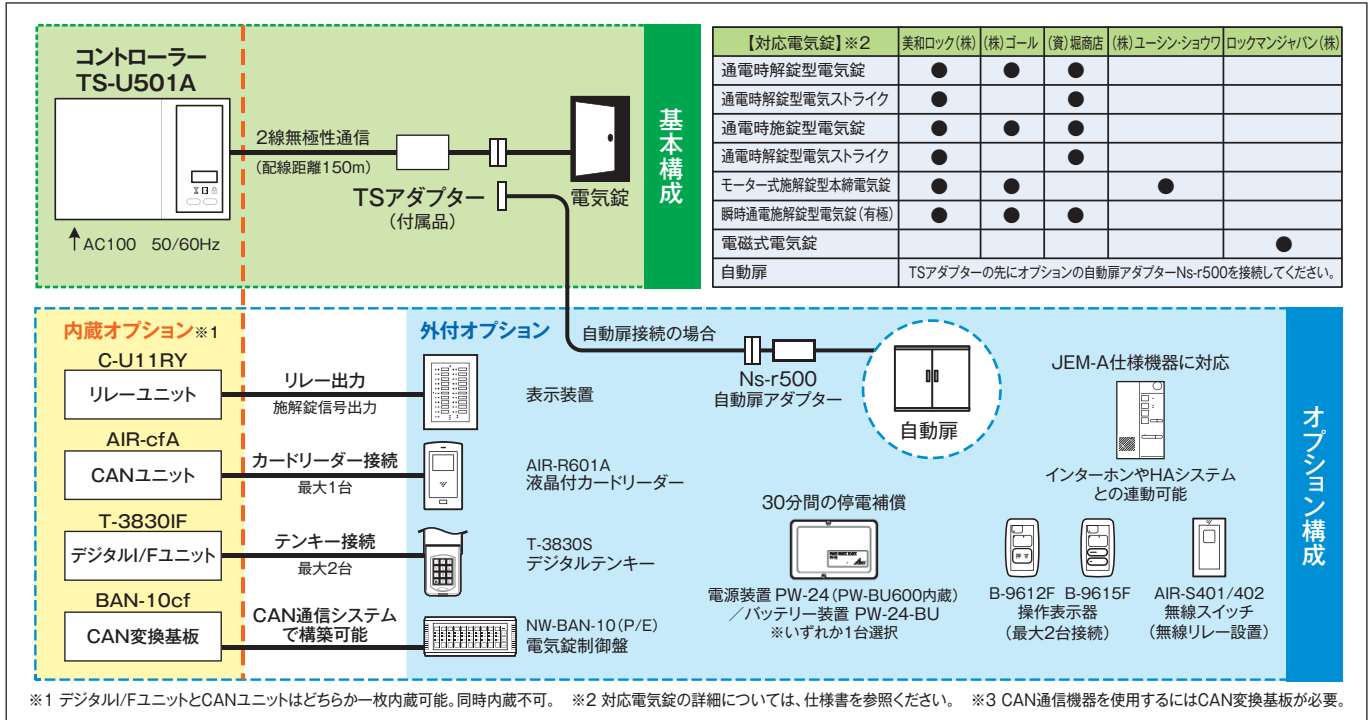 コントローラー
TS-U501A
2線無極性通信
(配線距離150m)
TSアダプター
(付属品)
電気錠
AC100 50/60Hz
基本構成
【対応電気錠】※2 美和ロック(株) (株)ゴール (資)堀商店 (株)ユーシン・ショウワ ロックマンジャパン(株)
通電時解錠型電気錠 ● ● ●
通電時解錠型電気ストライク ● ●
通電時施錠型電気錠 ● ● ●
通電時解錠型電気ストライク ● ●
モーター式施解錠型本締電気錠 ● ● ●
瞬時通電施解錠型電気錠(有極) ● ● ●
電磁式電気錠 ●
自動扉 TSアダプターの先にオプションの自動扉アダプターNs-r500を接続してください。
内蔵オプション※1
C-U11RY
リレーユニット
AIR-cfA
CANユニット
T-3830IF
デジタルI/Fユニット
BAN-10cf
CAN変換基板
リレー出力
施解錠信号出力
カードリーダー接続
最大1台
テンキー接続
最大2台
CAN通信システム
で構築可能
外付オプション
表示装置
AIR-R601A
液晶付カードリーダー
T-3830S
デジタルテンキー
NW-BAN-10(P/E)
電気錠制御盤
自動扉接続の場合
Ns-r500
自動扉アダプター
自動扉
30分間の停電補償
電源装置 PW-24(PW-BU600内蔵)
/バッテリー装置 PW-24-BU
※いずれか1台選択
JEM-A仕様機器に対応
インターホンやHAシステム
との連動可能
B-9612F B-9615F
操作表示器
(最大2台接続)
AIR-S401/402
無線スイッチ
(無線リレー設置)
オプション構成
※1 デジタルI/FユニットとCANユニットはどちらか一枚内蔵可能。同時内蔵不可。 ※2 対応電気錠の詳細については、仕様書を参照ください。 ※3 CAN通信機器を使用するにはCAN変換基板が必要。